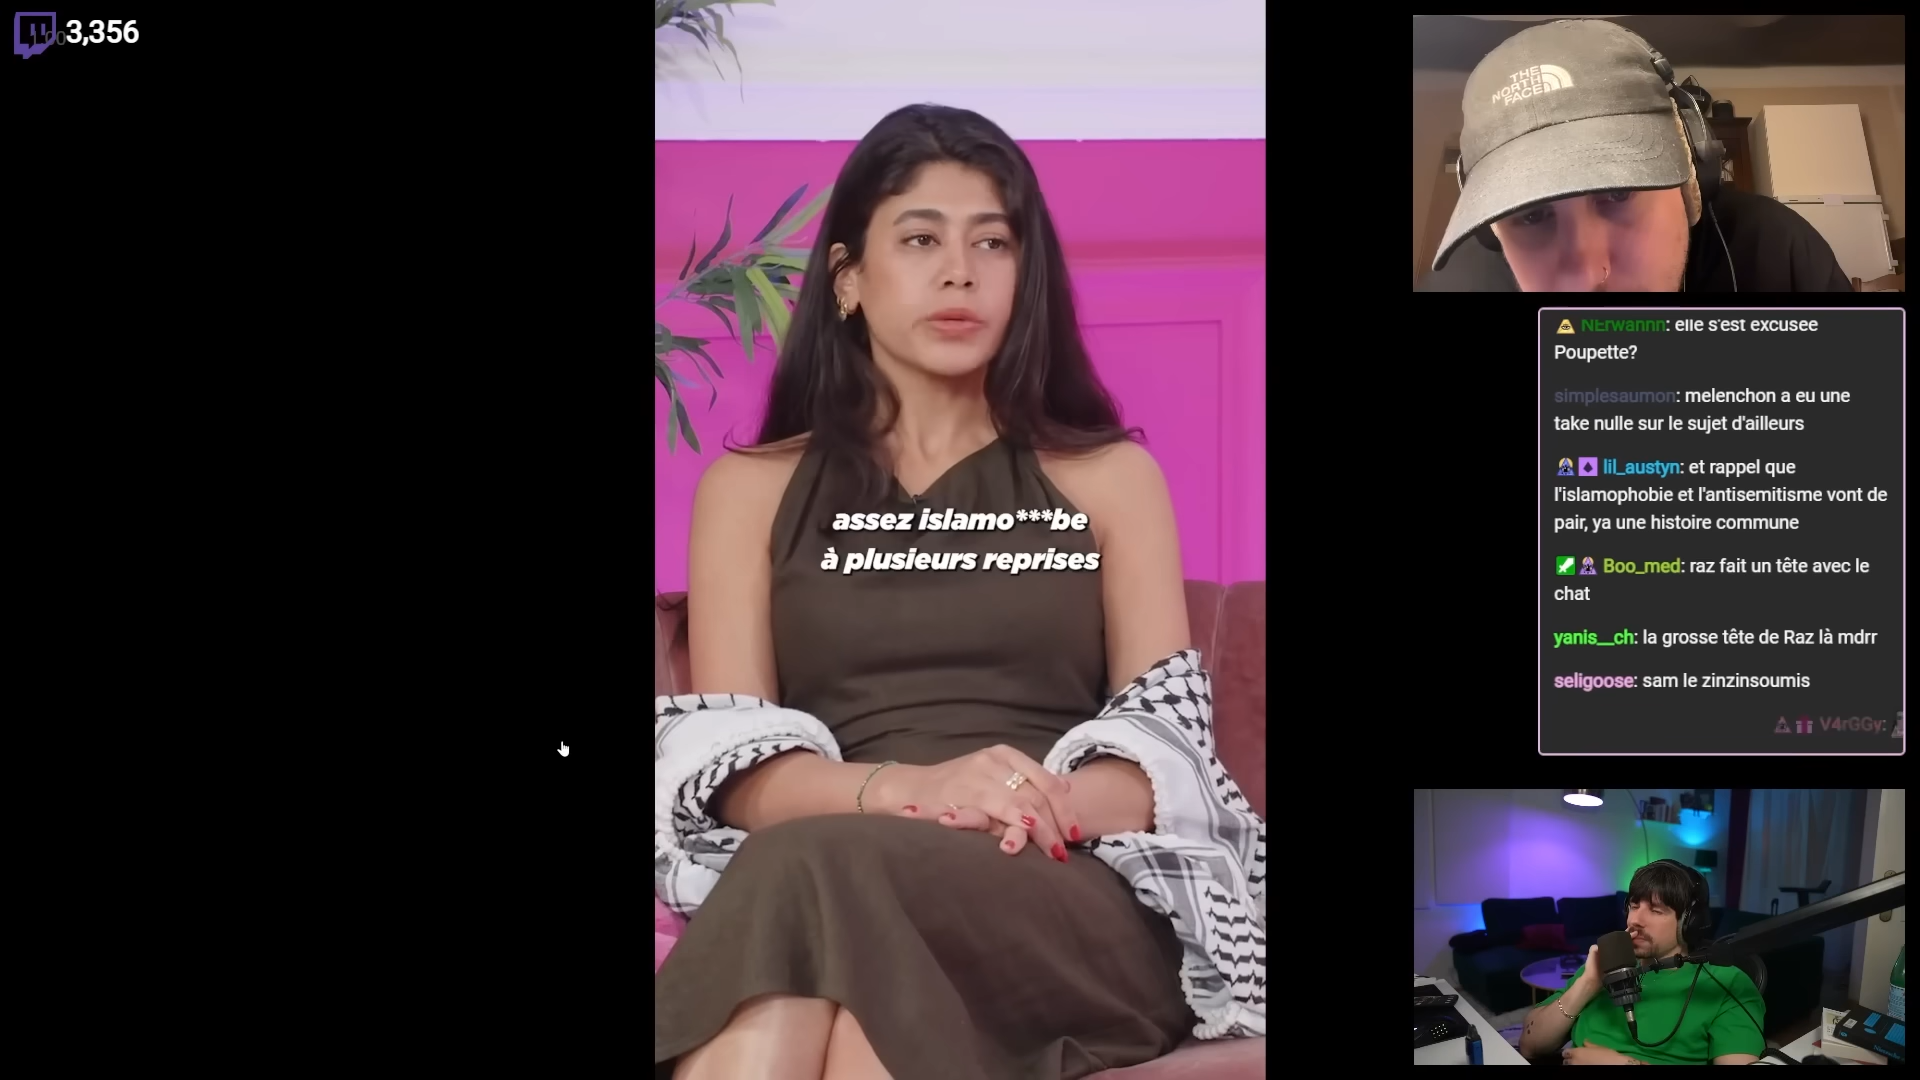 3,356
THE
NORTH
FACE
assez islamo***be
à plusieurs reprises
NErwannn: elle s'est excusee
Poupette?
simplesaumon: melenchon a eu une
take nulle sur le sujet d'ailleurs
lil_austyn: et rappel que
l'islamophobie et l'antisemitisme vont de
pair, ya une histoire commune
Boo_med: raz fait un tête avec le
chat
yanis__ch: la grosse tête de Raz là mdrr
seligoose: sam le zinzinsoumis
V4rGGy: